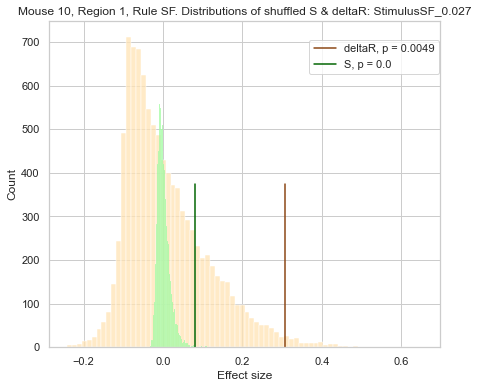 Mouse 10, Region 1, Rule SF. Distributions of shuffled S & deltaR: StimulusSF_0.027
deltaR, p = 0.0049
S, p = 0.0
Count
700
600
500
400
300
200
100
0
−0.2
0.0
0.2
0.4
0.6
Effect size